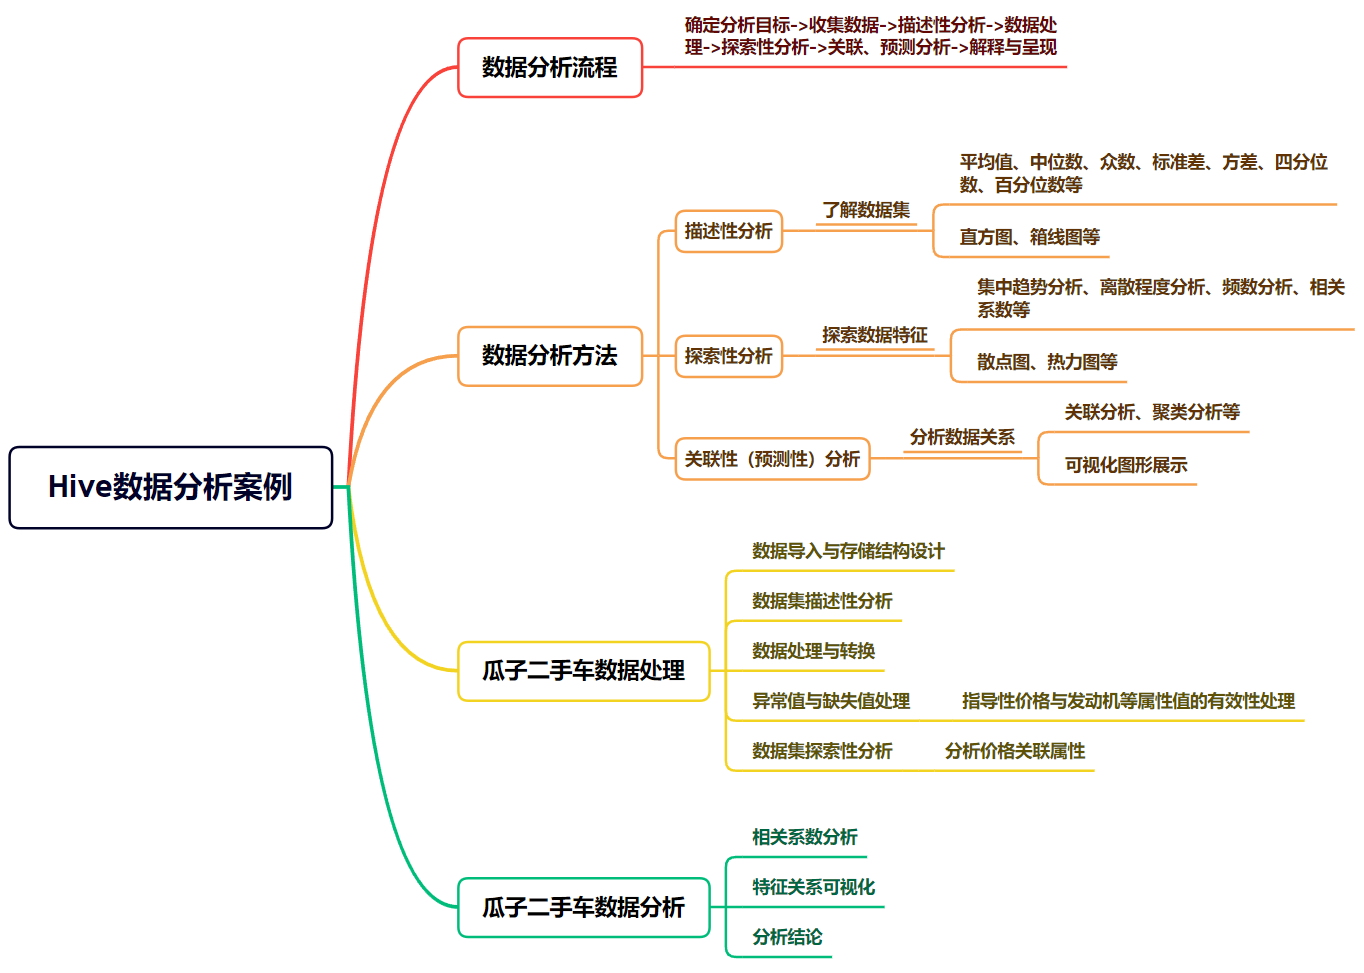 Hive数据分析案例
数据分析流程
确定分析目标->收集数据->描述性分析->数据处
理->探索性分析->关联、预测分析->解释与呈现
数据分析方法
描述性分析
了解数据集
平均值、中位数、众数、标准差、方差、四分位
数、百分位数等
直方图、箱线图等
探索性分析
探索数据特征
集中趋势分析、离散程度分析、频数分析、相关
系数等
散点图、热力图等
关联性（预测性）分析
分析数据关系
关联分析、聚类分析等
可视化图形展示
瓜子二手车数据处理
数据导入与存储结构设计
数据集描述性分析
数据处理与转换
异常值与缺失值处理
指导性价格与发动机等属性值的有效性处理
数据集探索性分析
分析价格关联属性
瓜子二手车数据分析
相关系数分析
特征关系可视化
分析结论